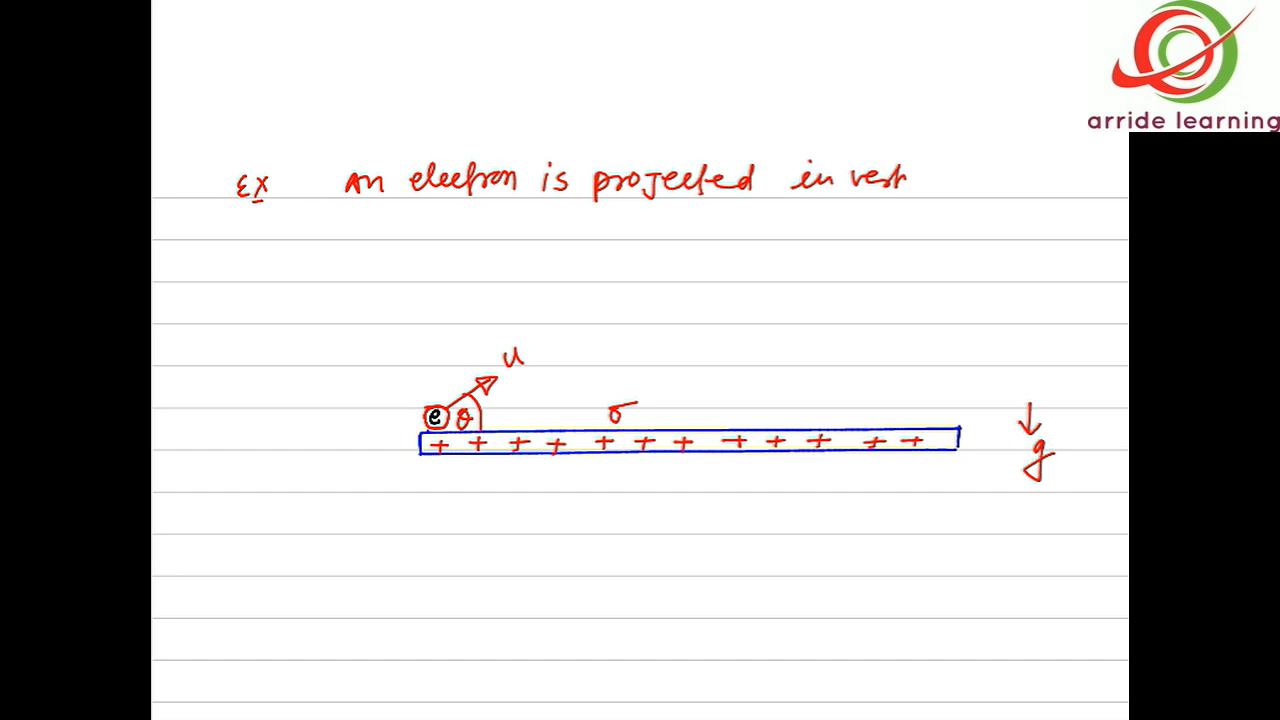 arride learning
Ex An electron is projected in vert
u
e θ σ
+ + + + + + + + + + + +
g